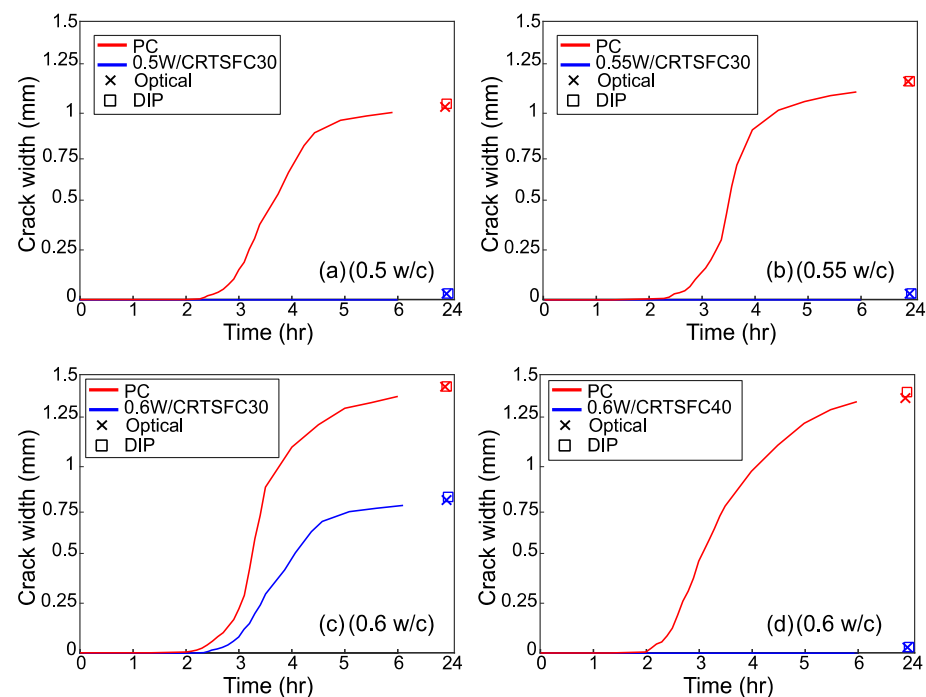 1.5
1.25
1
0.75
0.5
0.25
0
Crack width (mm)
PC
0.5W/CRTSFC30
Optical
DIP
(a)(0.5 w/c)
0 1 2 3 4 5 6 24
Time (hr)
1.5
1.25
1
0.75
0.5
0.25
0
Crack width (mm)
PC
0.55W/CRTSFC30
Optical
DIP
(b)(0.55 w/c)
0 1 2 3 4 5 6 24
Time (hr)
1.5
1.25
1
0.75
0.5
0.25
0
Crack width (mm)
PC
0.6W/CRTSFC30
Optical
DIP
(c)(0.6 w/c)
0 1 2 3 4 5 6 24
Time (hr)
1.5
1.25
1
0.75
0.5
0.25
0
Crack width (mm)
PC
0.6W/CRTSFC40
Optical
DIP
(d)(0.6 w/c)
0 1 2 3 4 5 6 24
Time (hr)